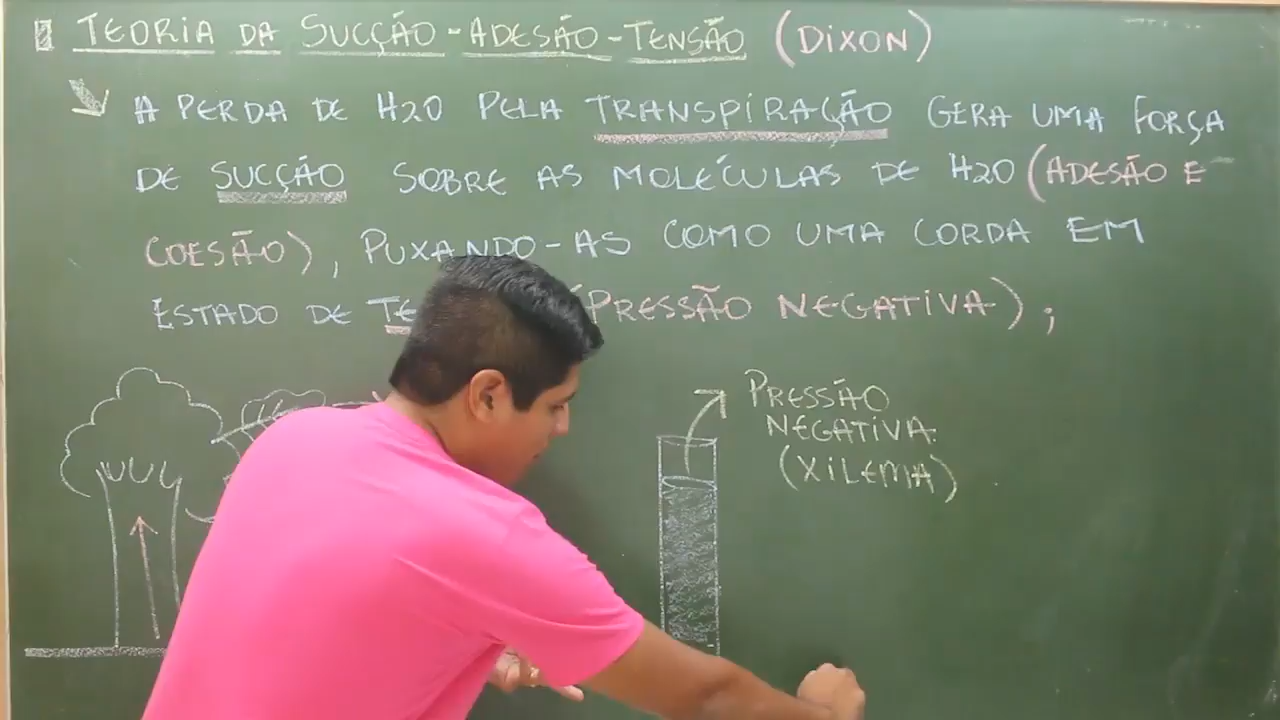 TEORIA DA SUCÇÃO-ADESÃO-TENSÃO (DIXON)
A PERDA DE H2O PELA TRANSPIRAÇÃO GERA UMA FORÇA
DE SUCÇÃO SOBRE AS MOLÉCULAS DE H2O (ADESÃO E
COESÃO), PUXANDO-AS COMO UMA CORDA EM
ESTADO DE TE PRESSÃO NEGATIVA);
PRESSÃO
NEGATIVA.
(XILEMA)